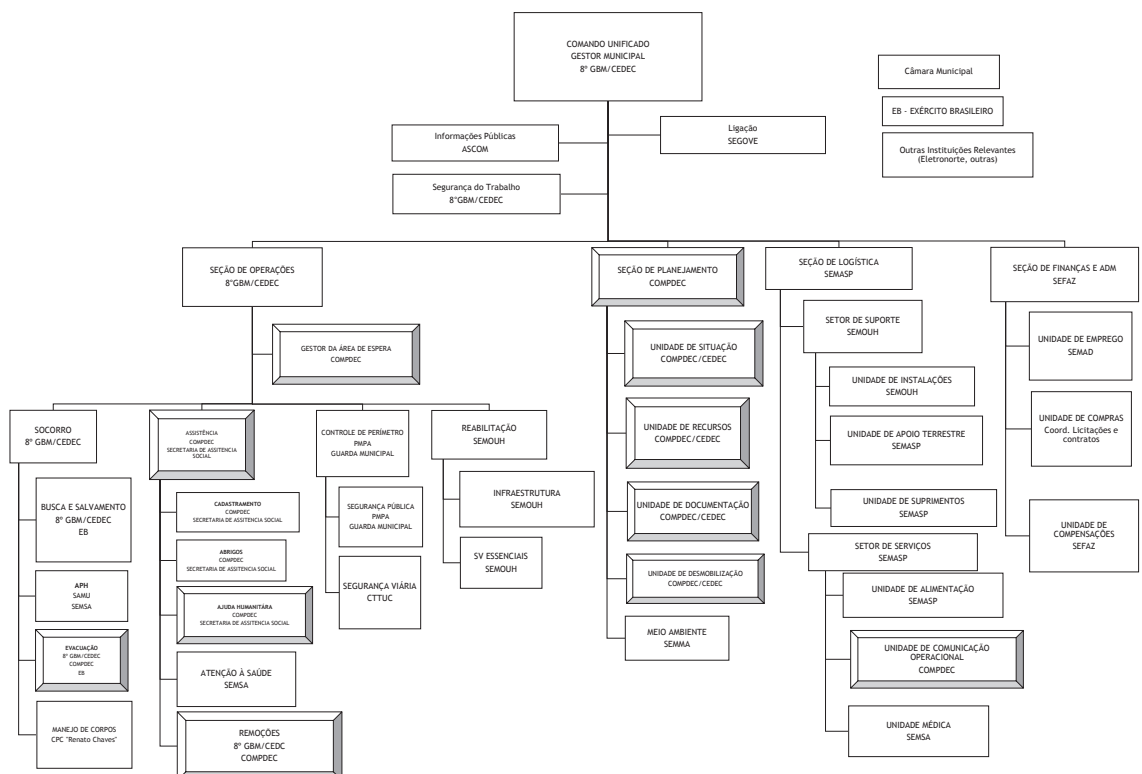 COMANDO UNIFICADO
GESTOR MUNICIPAL
8º GBM/CEDEC
Câmara Municipal
EB - EXÉRCITO BRASILEIRO
Outras Instituições Relevantes
(Eletronorte, outras)
Informações Públicas
ASCOM
Ligação
SEGOVE
Segurança do Trabalho
8°GBM/CEDEC
SEÇÃO DE OPERAÇÕES
8°GBM/CEDEC
GESTOR DA ÁREA DE ESPERA
COMPDEC
SOCORRO
8º GBM/CEDEC
BUSCA E SALVAMENTO
8º GBM/CEDEC
EB
APH
SAMU
SEMSA
EVACUAÇÃO
8º GBM/CEDEC
COMPDEC
EB
MANEJO DE CORPOS
CPC "Renato Chaves"
ASSISTÊNCIA
COMPDEC
SECRETARIA DE ASSITENCIA
SOCIAL
CADASTRAMENTO
COMPDEC
SECRETARIA DE ASSITENCIA SOCIAL
ABRIGOS
COMPDEC
SECRETARIA DE ASSITENCIA SOCIAL
AJUDA HUMANITÁRA
COMPDEC
SECRETARIA DE ASSITENCIA SOCIAL
ATENÇÃO À SAÚDE
SEMSA
REMOÇÕES
8º GBM/CEDC
COMPDEC
CONTROLE DE PERÍMETRO
PMPA
GUARDA MUNICIPAL
SEGURANÇA PÚBLICA
PMPA
GUARDA MUNICIPAL
SEGURANÇA VIÁRIA
CTTUC
REABILITAÇÃO
SEMOUH
INFRAESTRUTURA
SEMOUH
SV ESSENCIAIS
SEMOUH
SEÇÃO DE PLANEJAMENTO
COMPDEC
UNIDADE DE SITUAÇÃO
COMPDEC/CEDEC
UNIDADE DE RECURSOS
COMPDEC/CEDEC
UNIDADE DE DOCUMENTAÇÃO
COMPDEC/CEDEC
UNIDADE DE DESMOBILIZAÇÃO
COMPDEC/CEDEC
MEIO AMBIENTE
SEMMA
SEÇÃO DE LOGÍSTICA
SEMASP
SETOR DE SUPORTE
SEMOUH
UNIDADE DE INSTALAÇÕES
SEMOUH
UNIDADE DE APOIO TERRESTRE
SEMASP
UNIDADE DE SUPRIMENTOS
SEMASP
SETOR DE SERVIÇOS
SEMASP
UNIDADE DE ALIMENTAÇÃO
SEMASP
UNIDADE DE COMUNICAÇÃO
OPERACIONAL
COMPDEC
UNIDADE MÉDICA
SEMSA
SEÇÃO DE FINANÇAS E ADM
SEFAZ
UNIDADE DE EMPREGO
SEMAD
UNIDADE DE COMPRAS
Coord. Licitações e
contratos
UNIDADE DE
COMPENSAÇÕES
SEFAZ